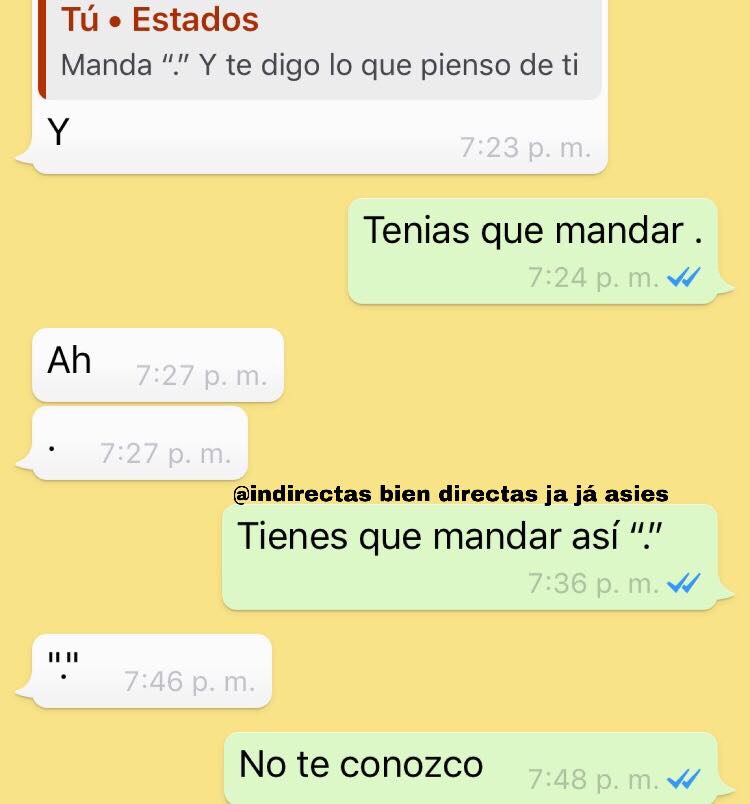 Tú • Estados
Manda “.” Y te digo lo que pienso de ti
Y
7:23 p. m.
Tenias que mandar .
7:24 p. m.
Ah
7:27 p. m.
.
7:27 p. m.
@indirectas bien directas ja já asies
Tienes que mandar así “.”
7:36 p. m.
"."
7:46 p. m.
No te conozco
7:48 p. m.